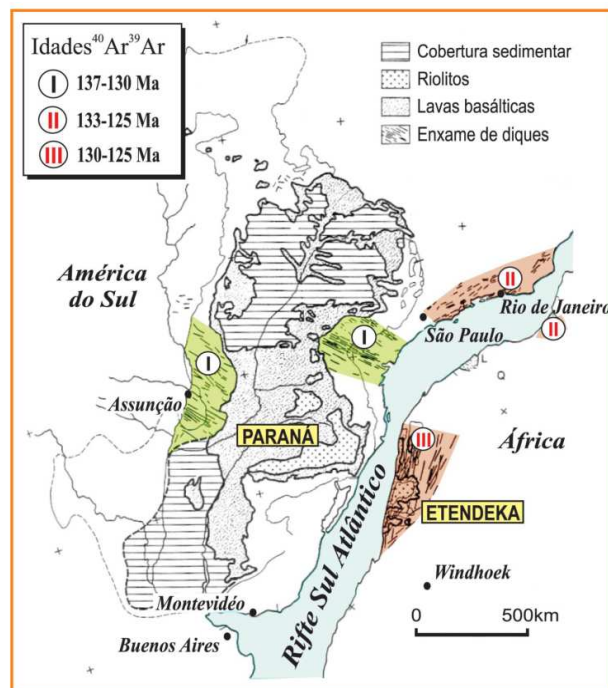 Idades⁴⁰Ar³⁹Ar
I 137-130 Ma
II 133-125 Ma
III 130-125 Ma
Cobertura sedimentar
Riolitos
Lavas basálticas
Enxame de diques
América
do Sul
II
Rio de Janeiro
São Paulo
II
I
I
L
Q
Assunção
PARANÁ
III
África
ETENDEKA
Rifte Sul Atlântico
Windhoek
Montevidéo
Buenos Aires
0 500km